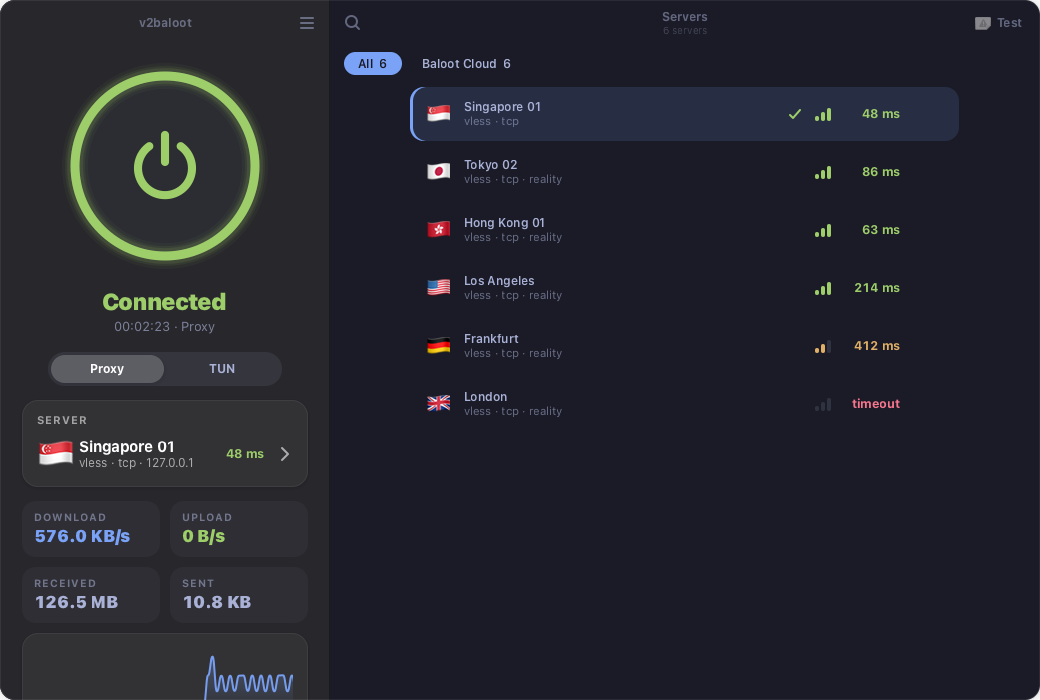 v2baloot
Connected
00:02:23 · Proxy
Proxy
TUN
SERVER
Singapore 01
vless · tcp · 127.0.0.1
48 ms
DOWNLOAD
576.0 KB/s
UPLOAD
0 B/s
RECEIVED
126.5 MB
SENT
10.8 KB
Servers
6 servers
Test
All 6
Baloot Cloud 6
Singapore 01
vless · tcp
48 ms
Tokyo 02
vless · tcp · reality
86 ms
Hong Kong 01
vless · tcp · reality
63 ms
Los Angeles
vless · tcp · reality
214 ms
Frankfurt
vless · tcp · reality
412 ms
London
vless · tcp · reality
timeout